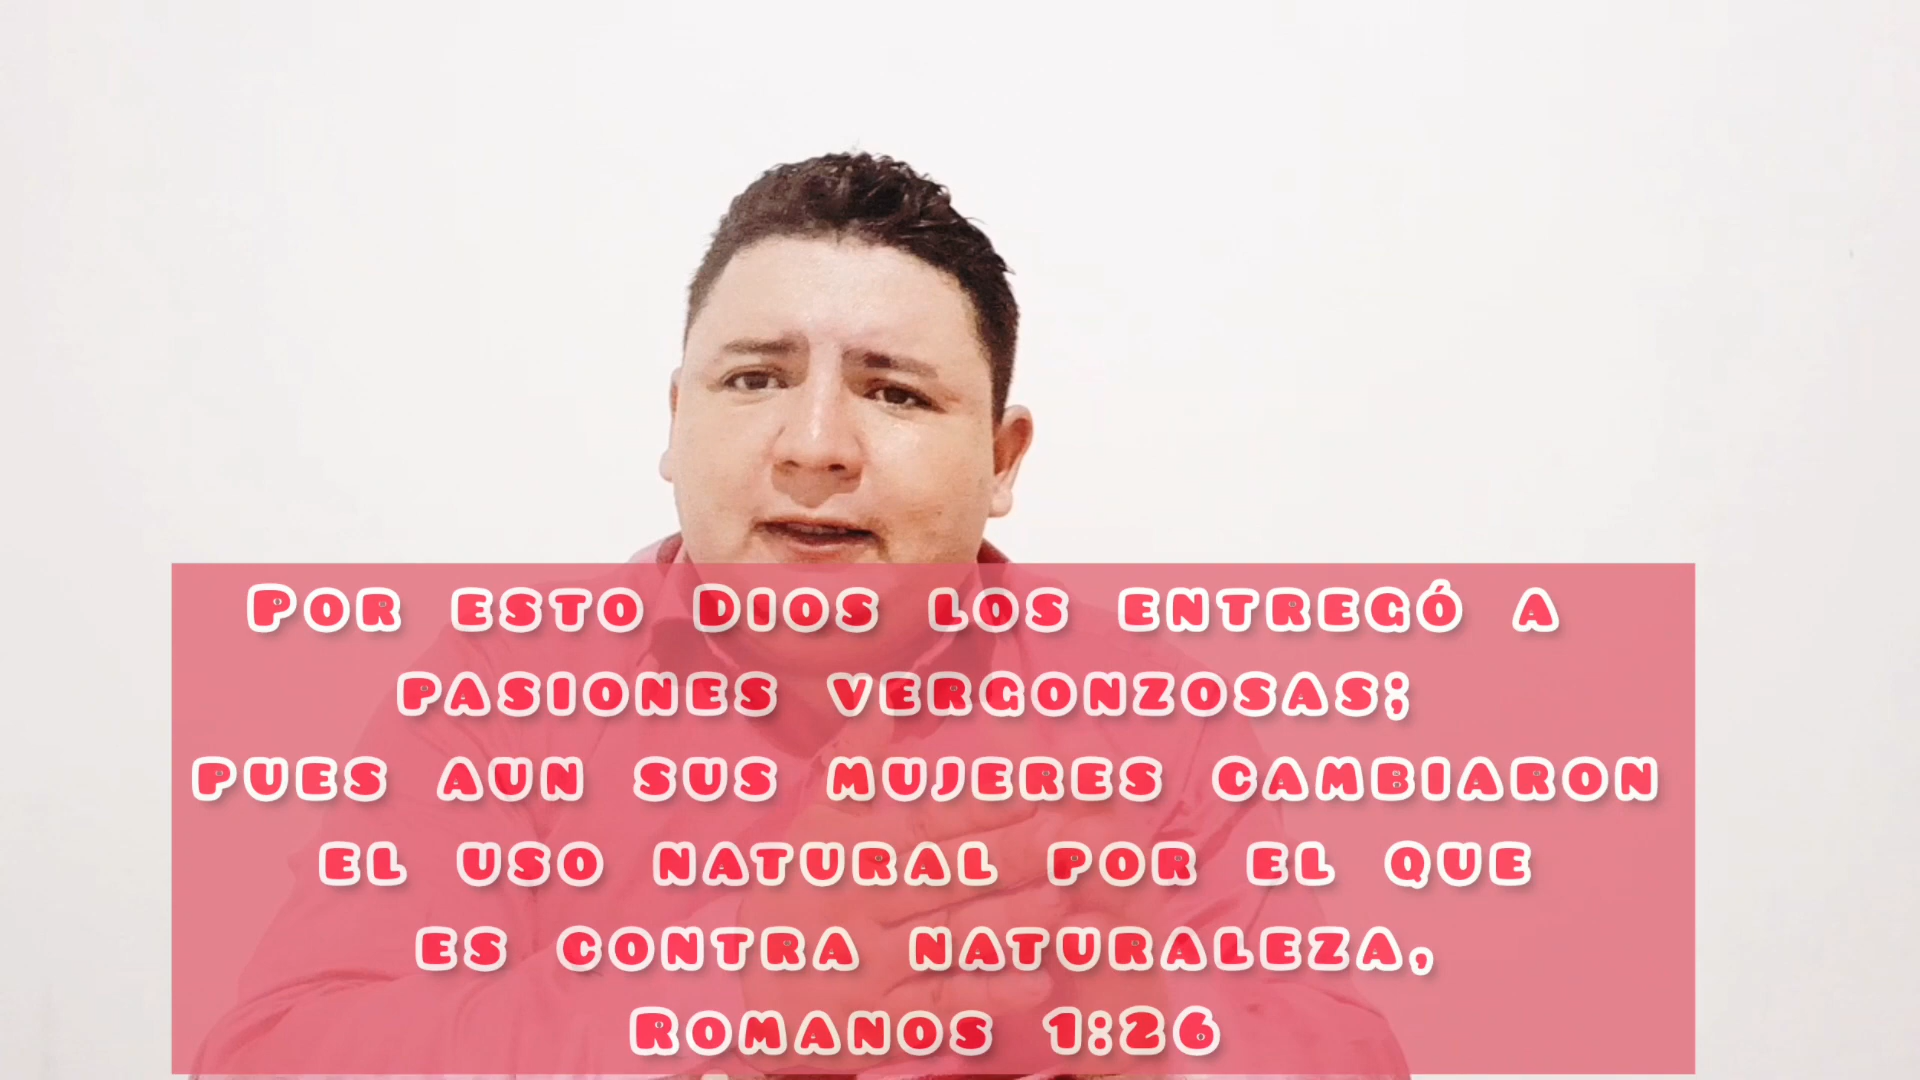 Por esto Dios los entregó a
pasiones vergonzosas;
pues aun sus mujeres cambiaron
el uso natural por el que
es contra naturaleza,
Romanos 1:26